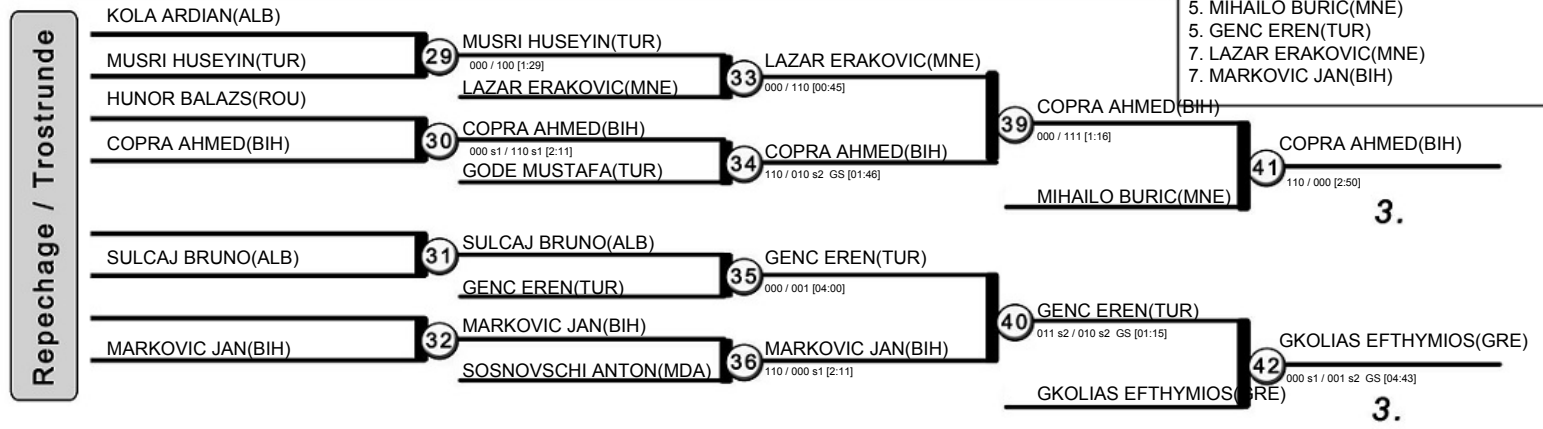 Repechage / Trostrunde
5. MIHAILO BURIC(MNE)
5. GENC EREN(TUR)
7. LAZAR ERAKOVIC(MNE)
7. MARKOVIC JAN(BIH)
KOLA ARDIAN(ALB)
MUSRI HUSEYIN(TUR)
HUNOR BALAZS(ROU)
COPRA AHMED(BIH)
SULCAJ BRUNO(ALB)
MARKOVIC JAN(BIH)
29
MUSRI HUSEYIN(TUR)
000 / 100 [1:29]
LAZAR ERAKOVIC(MNE)
30
COPRA AHMED(BIH)
000 s1 / 110 s1 [2:11]
GODE MUSTAFA(TUR)
31
SULCAJ BRUNO(ALB)
GENC EREN(TUR)
32
MARKOVIC JAN(BIH)
SOSNOVSCHI ANTON(MDA)
33
LAZAR ERAKOVIC(MNE)
000 / 110 [00:45]
34
COPRA AHMED(BIH)
110 / 010 s2 GS [01:46]
35
GENC EREN(TUR)
000 / 001 [04:00]
36
MARKOVIC JAN(BIH)
110 / 000 s1 [2:11]
39
COPRA AHMED(BIH)
000 / 111 [1:16]
MIHAILO BURIC(MNE)
40
GENC EREN(TUR)
011 s2 / 010 s2 GS [01:15]
GKOLIAS EFTHYMIOS(GRE)
41
COPRA AHMED(BIH)
110 / 000 [2:50]
3.
42
GKOLIAS EFTHYMIOS(GRE)
000 s1 / 001 s2 GS [04:43]
3.